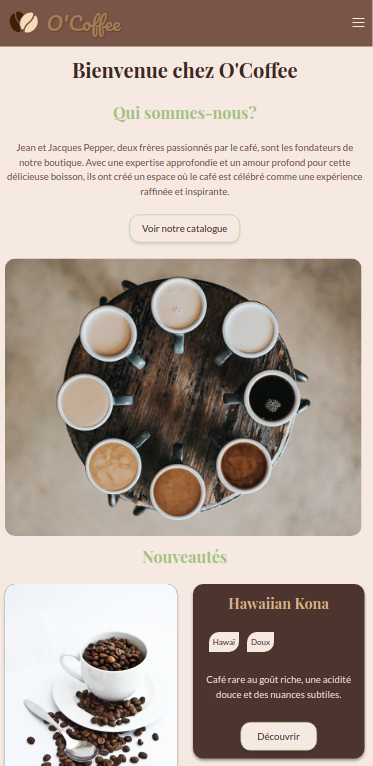 O'Coffee
Bienvenue chez O'Coffee
Qui sommes-nous?
Jean et Jacques Pepper, deux frères passionnés par le café, sont les fondateurs de
notre boutique. Avec une expertise approfondie et un amour profond pour cette
délicieuse boisson, ils ont créé un espace où le café est célébré comme une expérience
raffinée et inspirante.
Voir notre catalogue
Nouveautés
Hawaiian Kona
Hawaï Doux
Café rare au goût riche, une acidité
douce et des nuances subtiles.
Découvrir